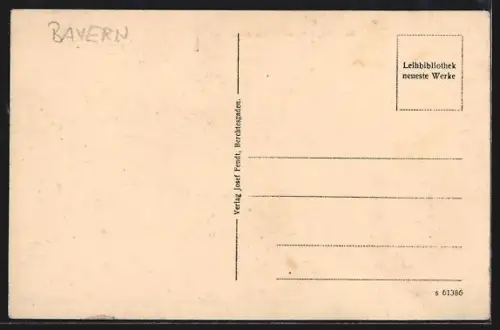 BAYERN
Leihbibliothek
neueste Werke
Verlag Josef Fendt, Berchtesgaden.
s 61386